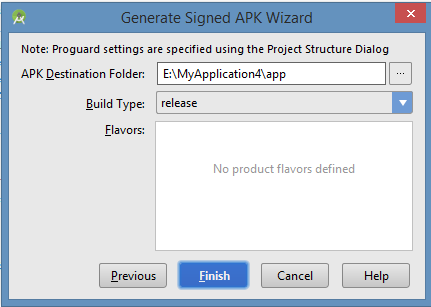 Generate Signed APK Wizard
Note: Proguard settings are specified using the Project Structure Dialog
APK Destination Folder: E:\MyApplication4\app ...
Build Type: release
Flavors:
No product flavors defined
Previous Finish Cancel Help